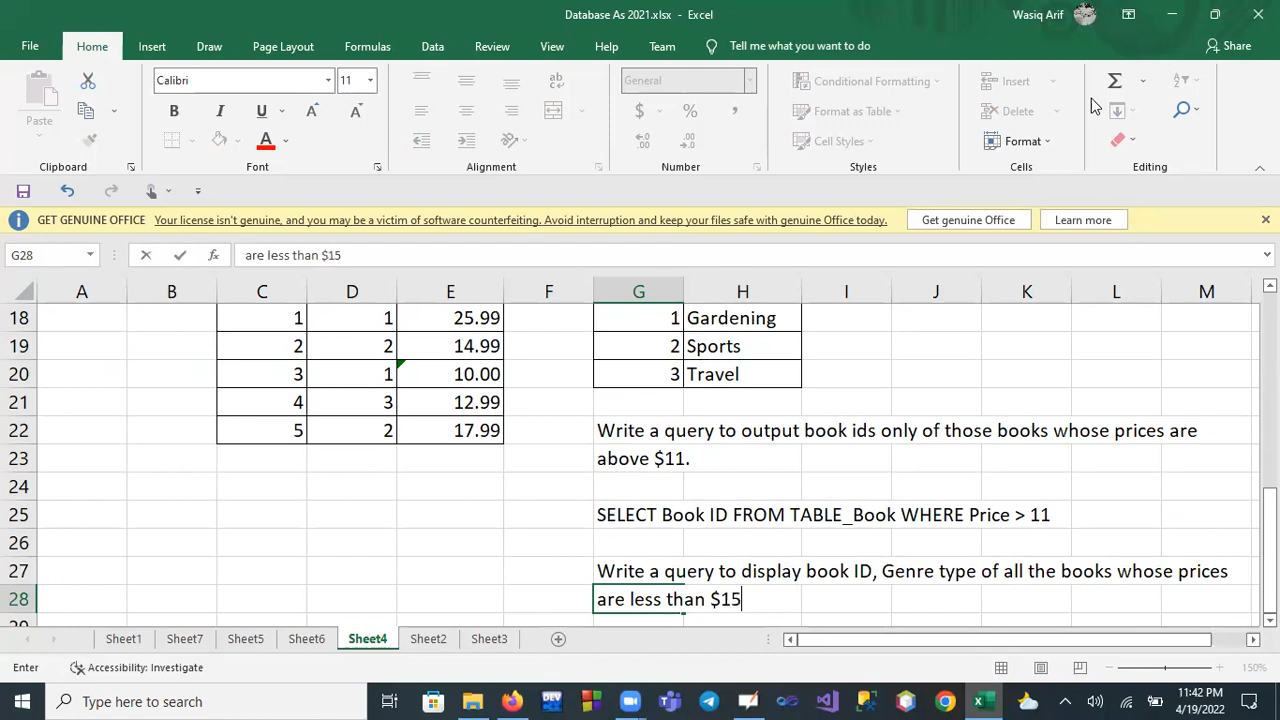 Database As 2021.xlsx - Excel
Wasiq Arif
File Home Insert Draw Page Layout Formulas Data Review View Help Team Tell me what you want to do Share
Calibri 11 General Conditional Formatting Insert
Paste Format as Table Delete
Cell Styles Format
Clipboard Font Alignment Number Styles Cells Editing
GET GENUINE OFFICE Your license isn't genuine, and you may be a victim of software counterfeiting. Avoid interruption and keep your files safe with genuine Office today. Get genuine Office Learn more
G28 fx are less than $15
A B C D E F G H I J K L M
18 1 1 25.99 1 Gardening
19 2 2 14.99 2 Sports
20 3 1 10.00 3 Travel
21 4 3 12.99
22 5 2 17.99 Write a query to output book ids only of those books whose prices are
23 above $11.
24
25 SELECT Book ID FROM TABLE_Book WHERE Price > 11
26
27 Write a query to display book ID, Genre type of all the books whose prices
28 are less than $15
Sheet1 Sheet7 Sheet5 Sheet6 Sheet4 Sheet2 Sheet3
Enter Accessibility: Investigate 150%
Type here to search
11:42 PM
4/19/2022